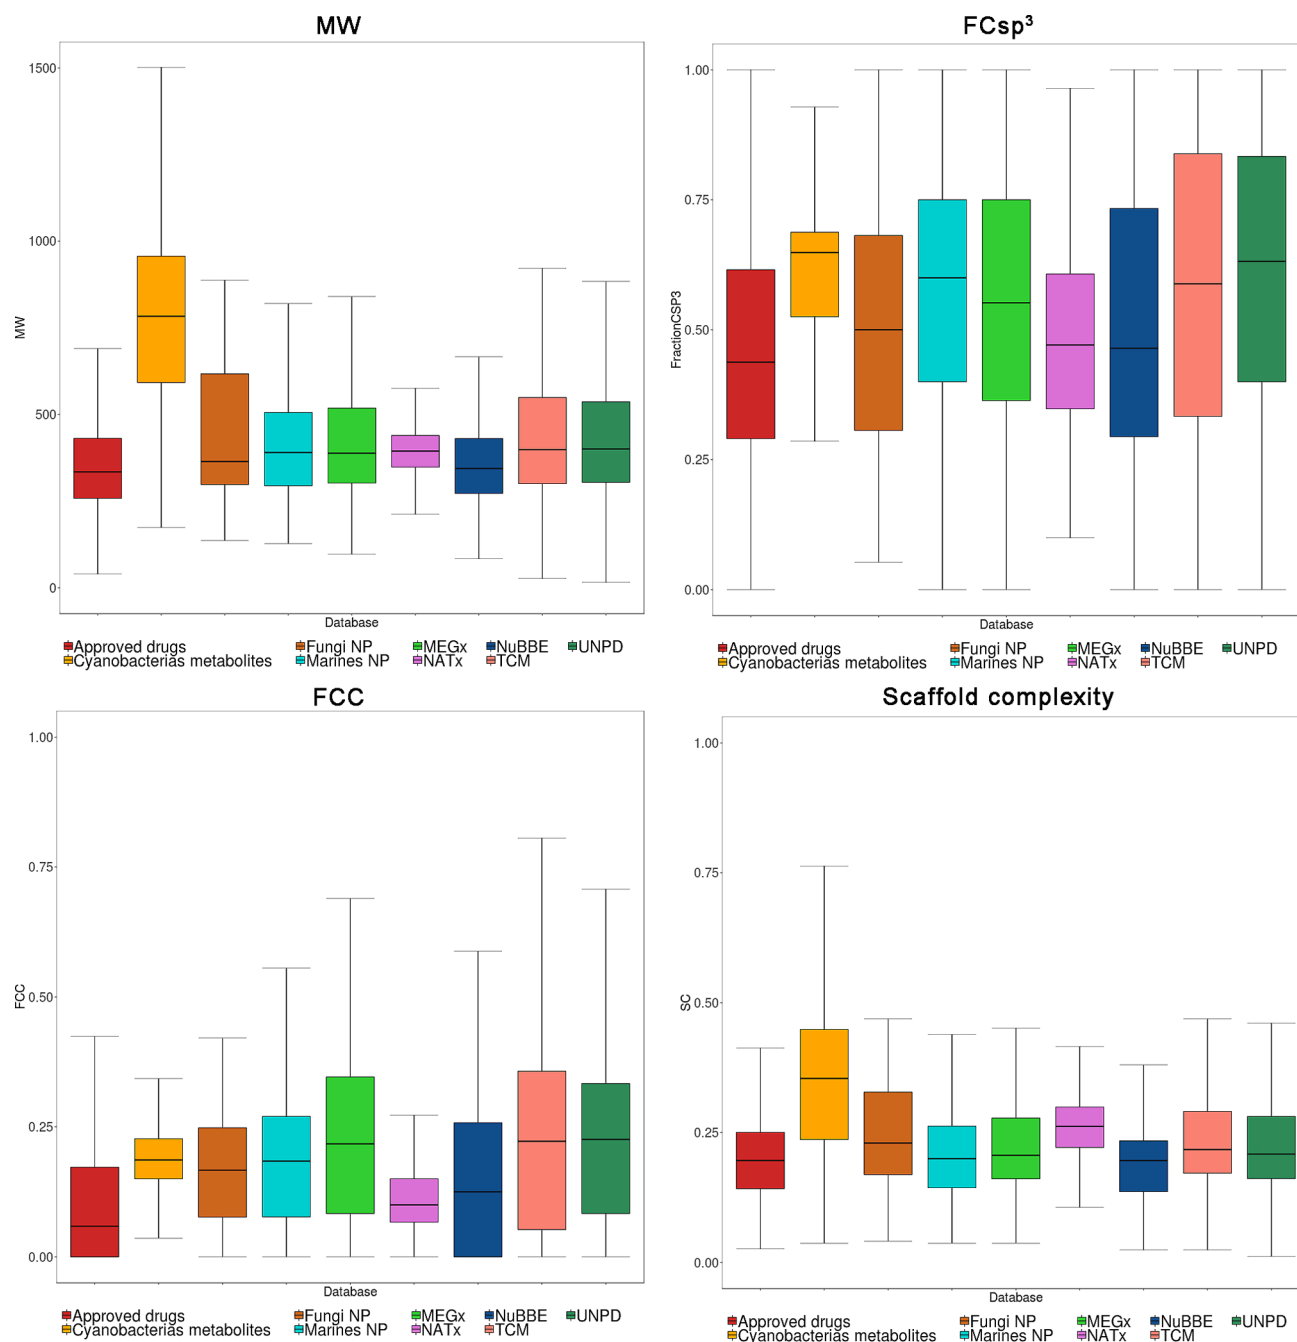 MW
1500
1000
500
0
MW
Database
Approved drugs Fungi NP MEGx NuBBE UNPD
Cyanobacterias metabolites Marines NP NATx TCM
FCsp³
1.00
0.75
0.50
0.25
0.00
FractionCSP3
Database
Approved drugs Fungi NP MEGx NuBBE UNPD
Cyanobacterias metabolites Marines NP NATx TCM
FCC
1.00
0.75
0.50
0.25
0.00
FCC
Database
Approved drugs Fungi NP MEGx NuBBE UNPD
Cyanobacterias metabolites Marines NP NATx TCM
Scaffold complexity
1.00
0.75
0.50
0.25
0.00
SC
Database
Approved drugs Fungi NP MEGx NuBBE UNPD
Cyanobacterias metabolites Marines NP NATx TCM